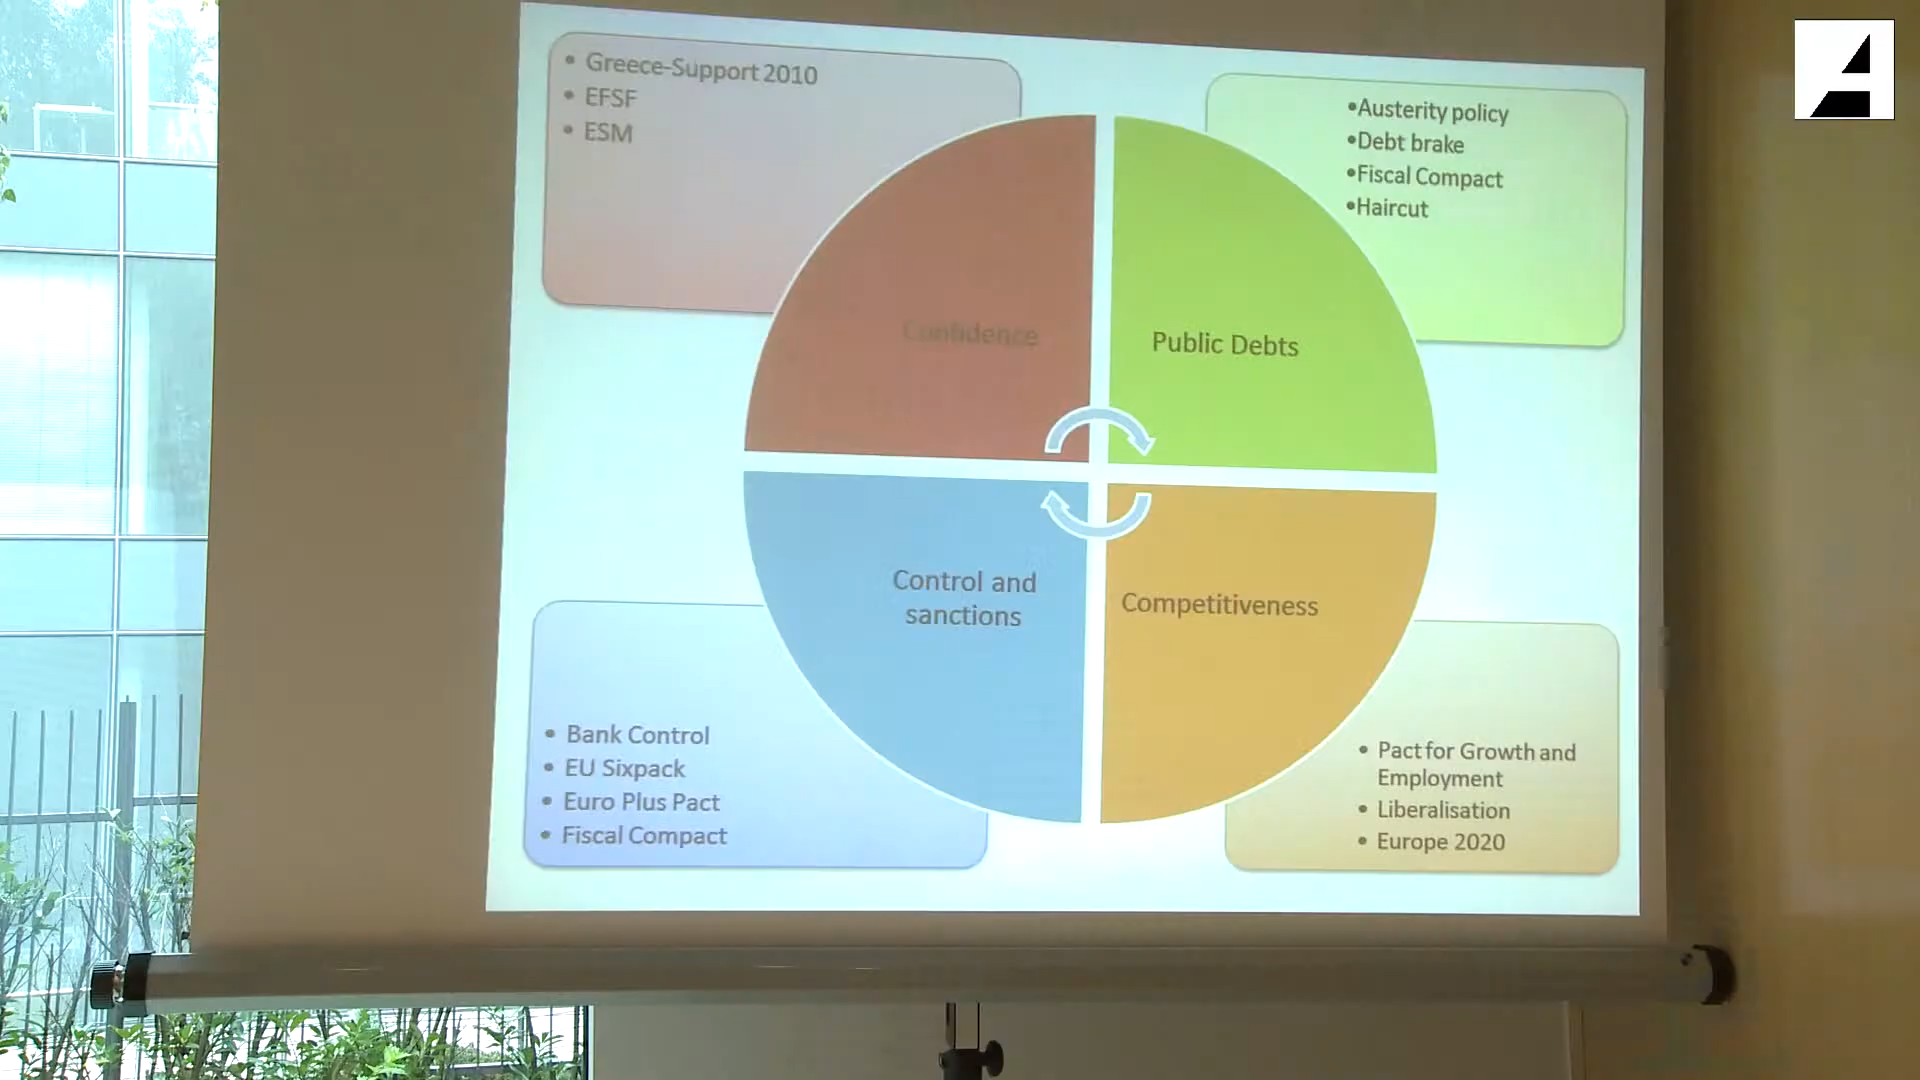 • Greece-Support 2010
• EFSF
• ESM
•Austerity policy
•Debt brake
•Fiscal Compact
•Haircut
Confidence
Public Debts
Control and
sanctions
Competitiveness
• Bank Control
• EU Sixpack
• Euro Plus Pact
• Fiscal Compact
• Pact for Growth and
Employment
• Liberalisation
• Europe 2020